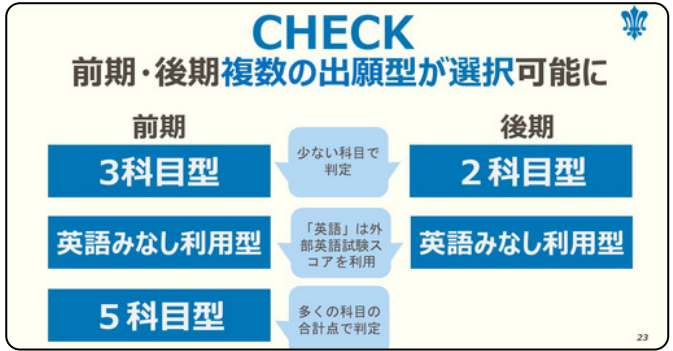 CHECK
前期・後期複数の出願型が選択可能に
前期
後期
3科目型
少ない科目で
判定
2科目型
英語みなし利用型
「英語」は外
部英語試験ス
コアを利用
英語みなし利用型
5科目型
多くの科目の
合計点で判定
23